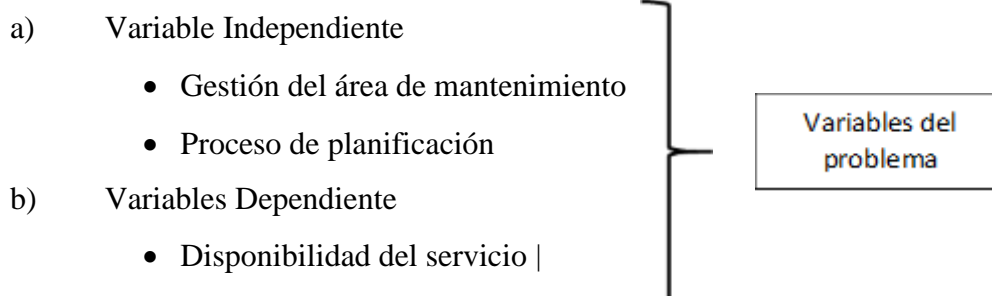 a) Variable Independiente
• Gestión del área de mantenimiento
• Proceso de planificación
b) Variables Dependiente
• Disponibilidad del servicio |
Variables del
problema